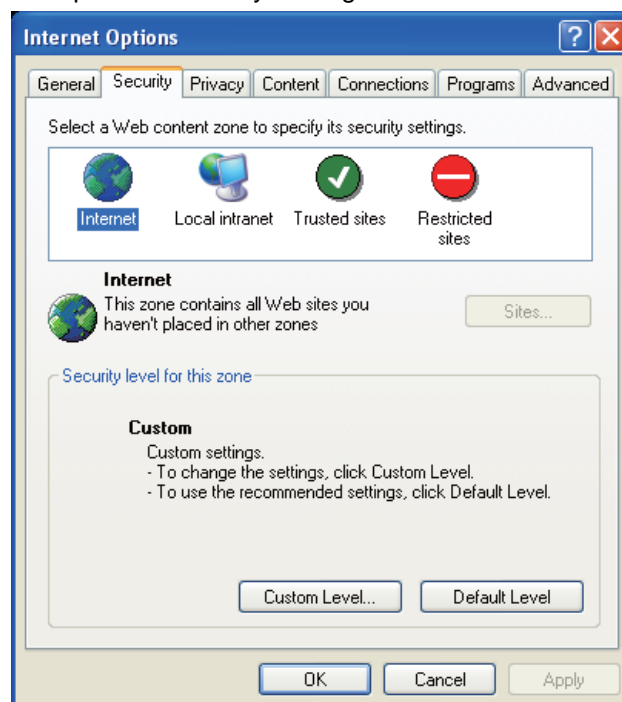 Internet Options
General Security Privacy Content Connections Programs Advanced
Select a Web content zone to specify its security settings.
Internet Local intranet Trusted sites Restricted
sites
Internet
This zone contains all Web sites you
haven't placed in other zones
Sites...
Security level for this zone
Custom
Custom settings.
- To change the settings, click Custom Level.
- To use the recommended settings, click Default Level.
Custom Level... Default Level
OK Cancel Apply